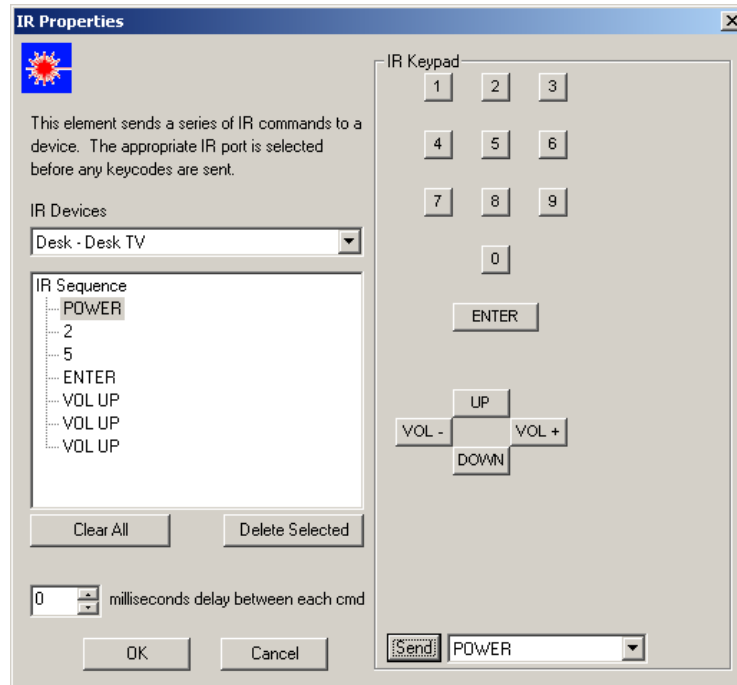 IR Properties
This element sends a series of IR commands to a
device.  The appropriate IR port is selected
before any keycodes are sent.
IR Devices
Desk - Desk TV
IR Sequence
POWER
2
5
ENTER
VOL UP
VOL UP
VOL UP
Clear All
Delete Selected
0
milliseconds delay between each cmd
OK
Cancel
IR Keypad
1 2 3
4 5 6
7 8 9
0
ENTER
UP
VOL - VOL +
DOWN
Send POWER